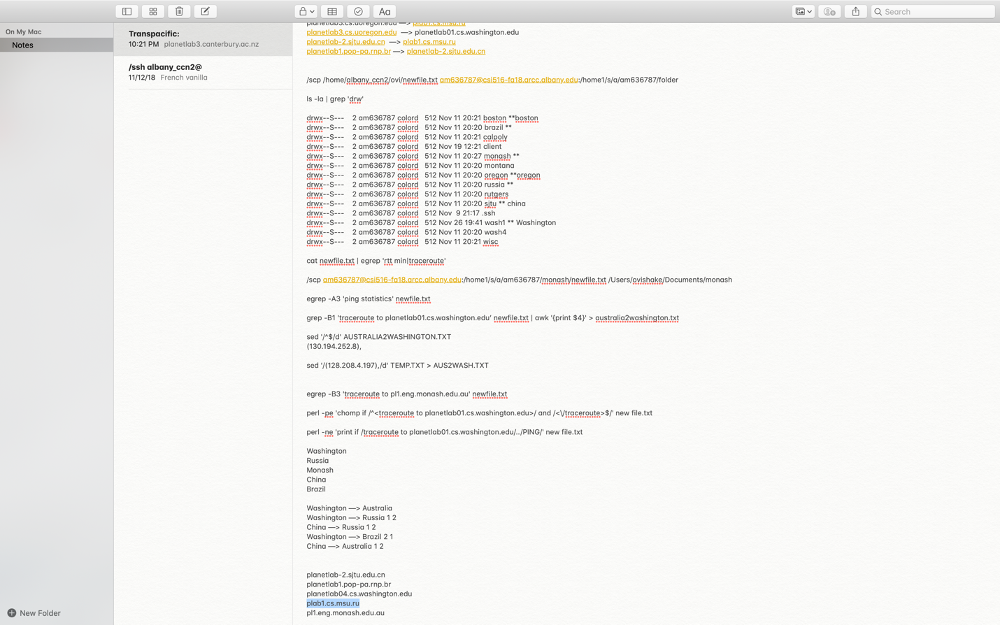 Aa
Search
On My Mac
Notes
Transpacific:
10:21 PM planetlab3.canterbury.ac.nz
/ssh albany_ccn2@
11/12/18 French vanilla
New Folder
planetlab3.cs.uoregon.edu —> plab1.cs.msu.ru
planetlab3.cs.uoregon.edu —> planetlab01.cs.washington.edu
planetlab-2.sjtu.edu.cn —> plab1.cs.msu.ru
planetlab1.pop-pa.rnp.br —> planetlab-2.sjtu.edu.cn
/scp /home/albany_ccn2/ovi/newfile.txt am636787@csi516-fa18.arcc.albany.edu:/home1/s/a/am636787/folder
ls -la | grep 'drw'
drwx--S--- 2 am636787 colord 512 Nov 11 20:21 boston **boston
drwx--S--- 2 am636787 colord 512 Nov 11 20:20 brazil **
drwx--S--- 2 am636787 colord 512 Nov 11 20:21 calpoly
drwx--S--- 2 am636787 colord 512 Nov 19 12:21 client
drwx--S--- 2 am636787 colord 512 Nov 11 20:27 monash **
drwx--S--- 2 am636787 colord 512 Nov 11 20:20 montana
drwx--S--- 2 am636787 colord 512 Nov 11 20:20 oregon **oregon
drwx--S--- 2 am636787 colord 512 Nov 11 20:20 russia **
drwx--S--- 2 am636787 colord 512 Nov 11 20:20 rutgers
drwx--S--- 2 am636787 colord 512 Nov 11 20:20 sjtu ** china
drwx--S--- 2 am636787 colord 512 Nov 9 21:17 .ssh
drwx--S--- 2 am636787 colord 512 Nov 26 19:41 wash1 ** Washington
drwx--S--- 2 am636787 colord 512 Nov 11 20:20 wash4
drwx--S--- 2 am636787 colord 512 Nov 11 20:21 wisc
cat newfile.txt | egrep 'rtt min|traceroute'
/scp am636787@csi516-fa18.arcc.albany.edu:/home1/s/a/am636787/monash/newfile.txt /Users/ovishake/Documents/monash
egrep -A3 'ping statistics' newfile.txt
grep -B1 'traceroute to planetlab01.cs.washington.edu' newfile.txt | awk '{print $4}' > australia2washington.txt
sed '/^$/d' AUSTRALIA2WASHINGTON.TXT
(130.194.252.8),
sed '/(128.208.4.197),/d' TEMP.TXT > AUS2WASH.TXT
egrep -B3 'traceroute to pl1.eng.monash.edu.au' newfile.txt
perl -pe 'chomp if /^<traceroute to planetlab01.cs.washington.edu>/ and /<\/traceroute>$/' new file.txt
perl -ne 'print if /traceroute to planetlab01.cs.washington.edu/../PING/' new file.txt
Washington
Russia
Monash
China
Brazil
Washington —> Australia
Washington —> Russia 1 2
China —> Russia 1 2
Washington —> Brazil 2 1
China —> Australia 1 2
planetlab-2.sjtu.edu.cn
planetlab1.pop-pa.rnp.br
planetlab04.cs.washington.edu
plab1.cs.msu.ru
pl1.eng.monash.edu.au